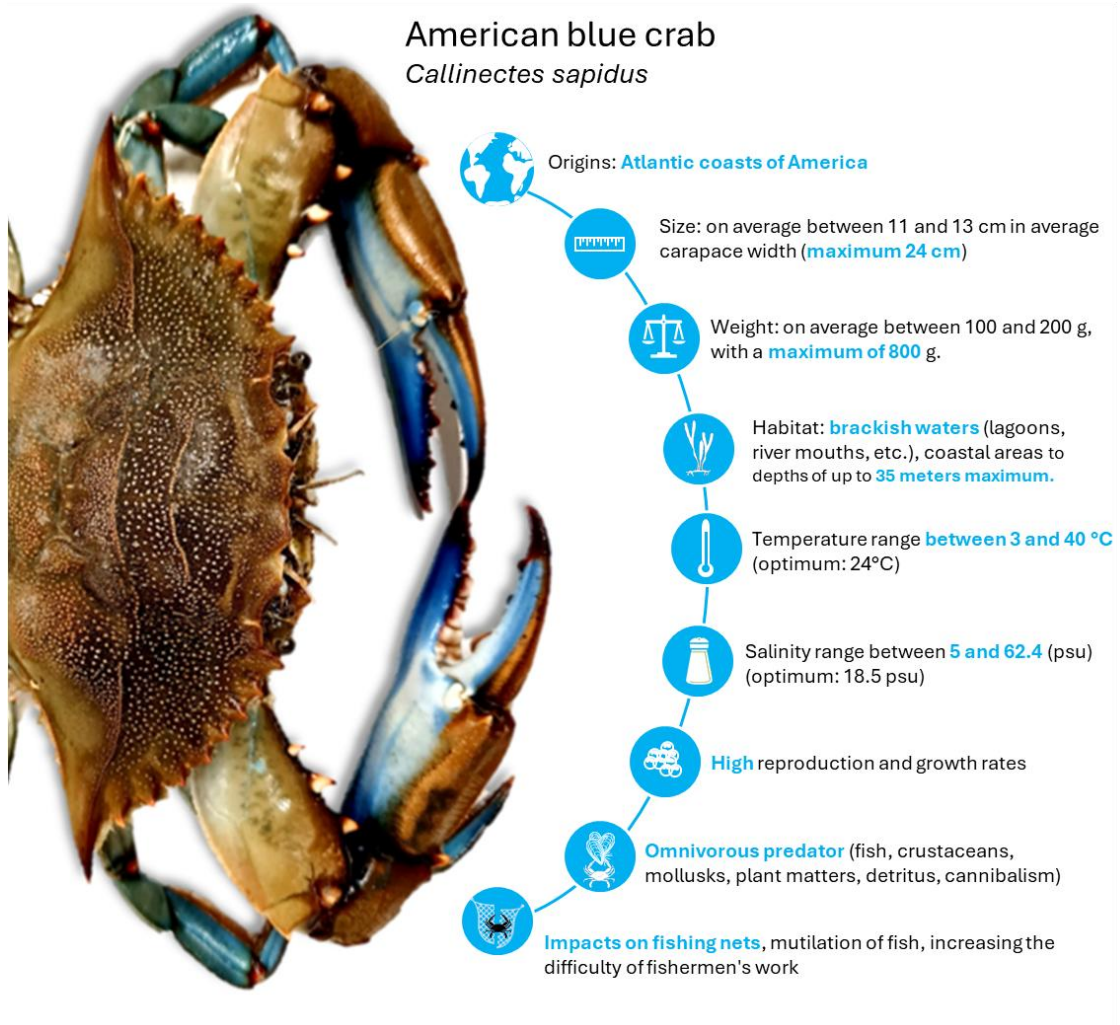 American blue crab
Callinectes sapidus
Origins: Atlantic coasts of America
Size: on average between 11 and 13 cm in average
carapace width (maximum 24 cm)
Weight: on average between 100 and 200 g,
with a maximum of 800 g.
Habitat: brackish waters (lagoons,
river mouths, etc.), coastal areas to
depths of up to 35 meters maximum.
Temperature range between 3 and 40 °C
(optimum: 24°C)
Salinity range between 5 and 62.4 (psu)
(optimum: 18.5 psu)
High reproduction and growth rates
Omnivorous predator (fish, crustaceans,
mollusks, plant matters, detritus, cannibalism)
Impacts on fishing nets, mutilation of fish, increasing the
difficulty of fishermen's work